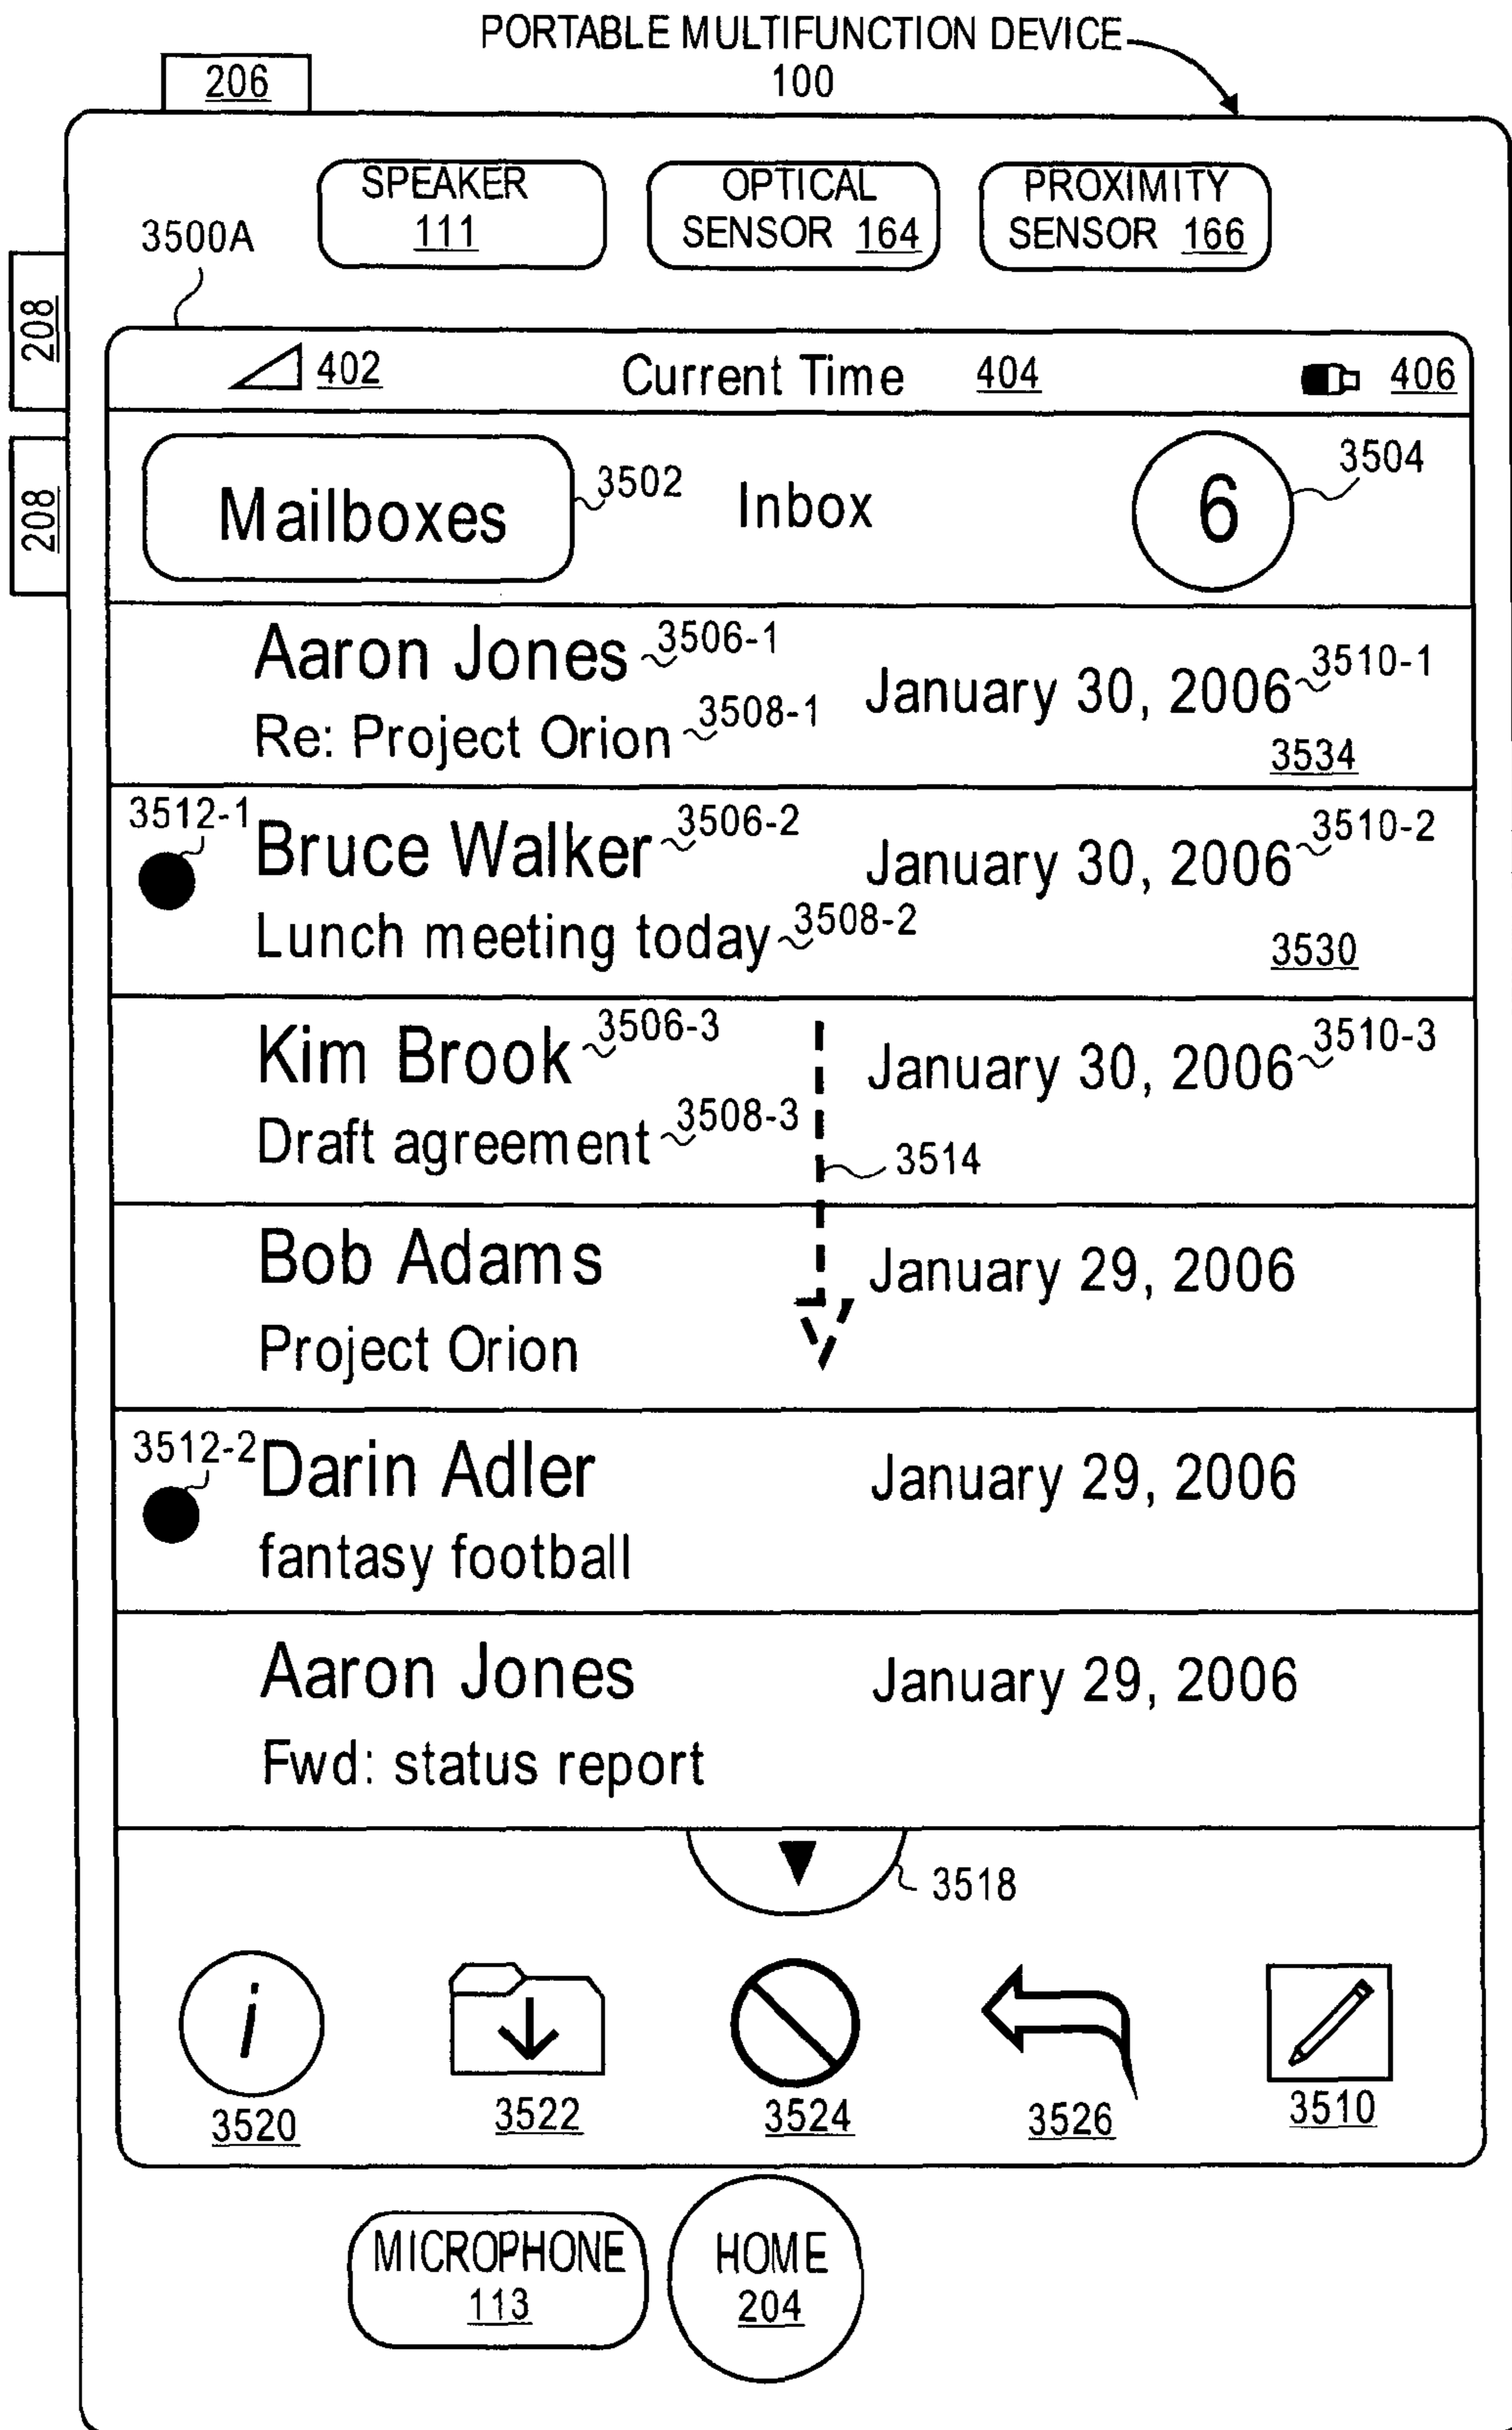 PORTABLE MULTIFUNCTION DEVICE
100
206
SPEAKER
111
OPTICAL
SENSOR 164
PROXIMITY
SENSOR 166
3500A
208
208
402 Current Time 404 406
Mailboxes 3502 Inbox 6 3504
Aaron Jones 3506-1
January 30, 2006 3510-1
Re: Project Orion 3508-1
3534
3512-1
Bruce Walker 3506-2
January 30, 2006 3510-2
Lunch meeting today 3508-2
3530
Kim Brook 3506-3
January 30, 2006 3510-3
Draft agreement 3508-3
3514
Bob Adams January 29, 2006
Project Orion
3512-2
Darin Adler January 29, 2006
fantasy football
Aaron Jones January 29, 2006
Fwd: status report
3518
i
3520 3522 3524 3526 3510
MICROPHONE
113
HOME
204